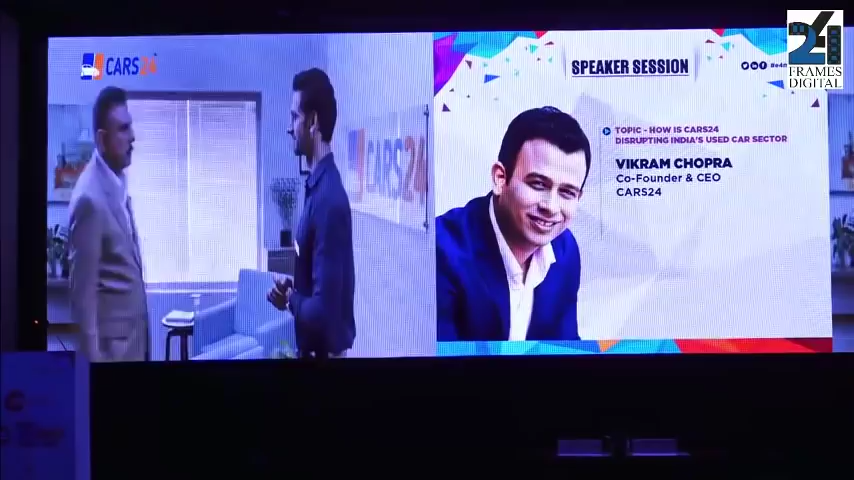 CARS24
CARS24
SPEAKER SESSION
TOPIC - HOW IS CARS24
DISRUPTING INDIA'S USED CAR SECTOR
VIKRAM CHOPRA
Co-Founder & CEO
CARS24
24
FRAMES
DIGITAL